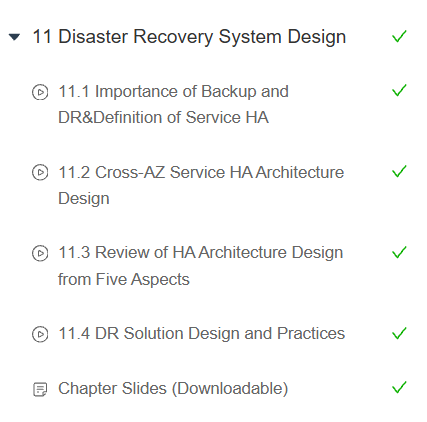 11 Disaster Recovery System Design
11.1 Importance of Backup and
DR&Definition of Service HA
11.2 Cross-AZ Service HA Architecture
Design
11.3 Review of HA Architecture Design
from Five Aspects
11.4 DR Solution Design and Practices
Chapter Slides (Downloadable)